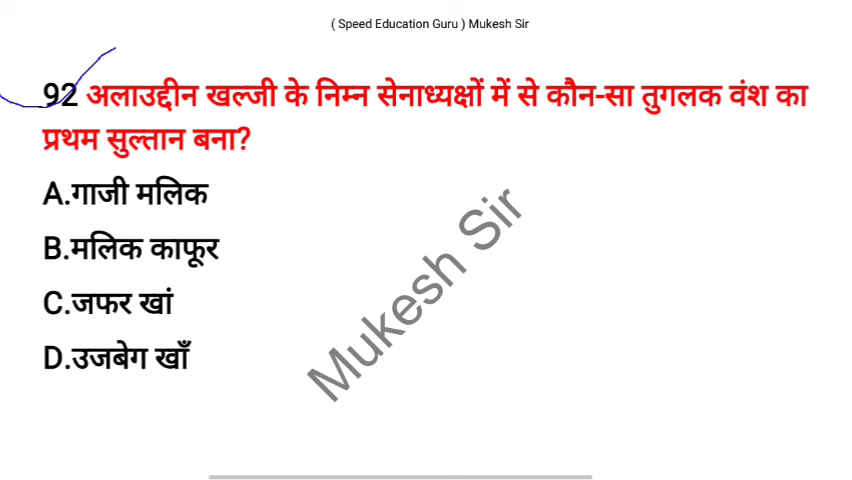 ( Speed Education Guru ) Mukesh Sir
92 अलाउद्दीन खल्जी के निम्न सेनाध्यक्षों में से कौन-सा तुगलक वंश का
प्रथम सुल्तान बना?
A.गाजी मलिक
B.मलिक काफूर
C.जफर खां
D.उजबेग खाँ
Mukesh Sir